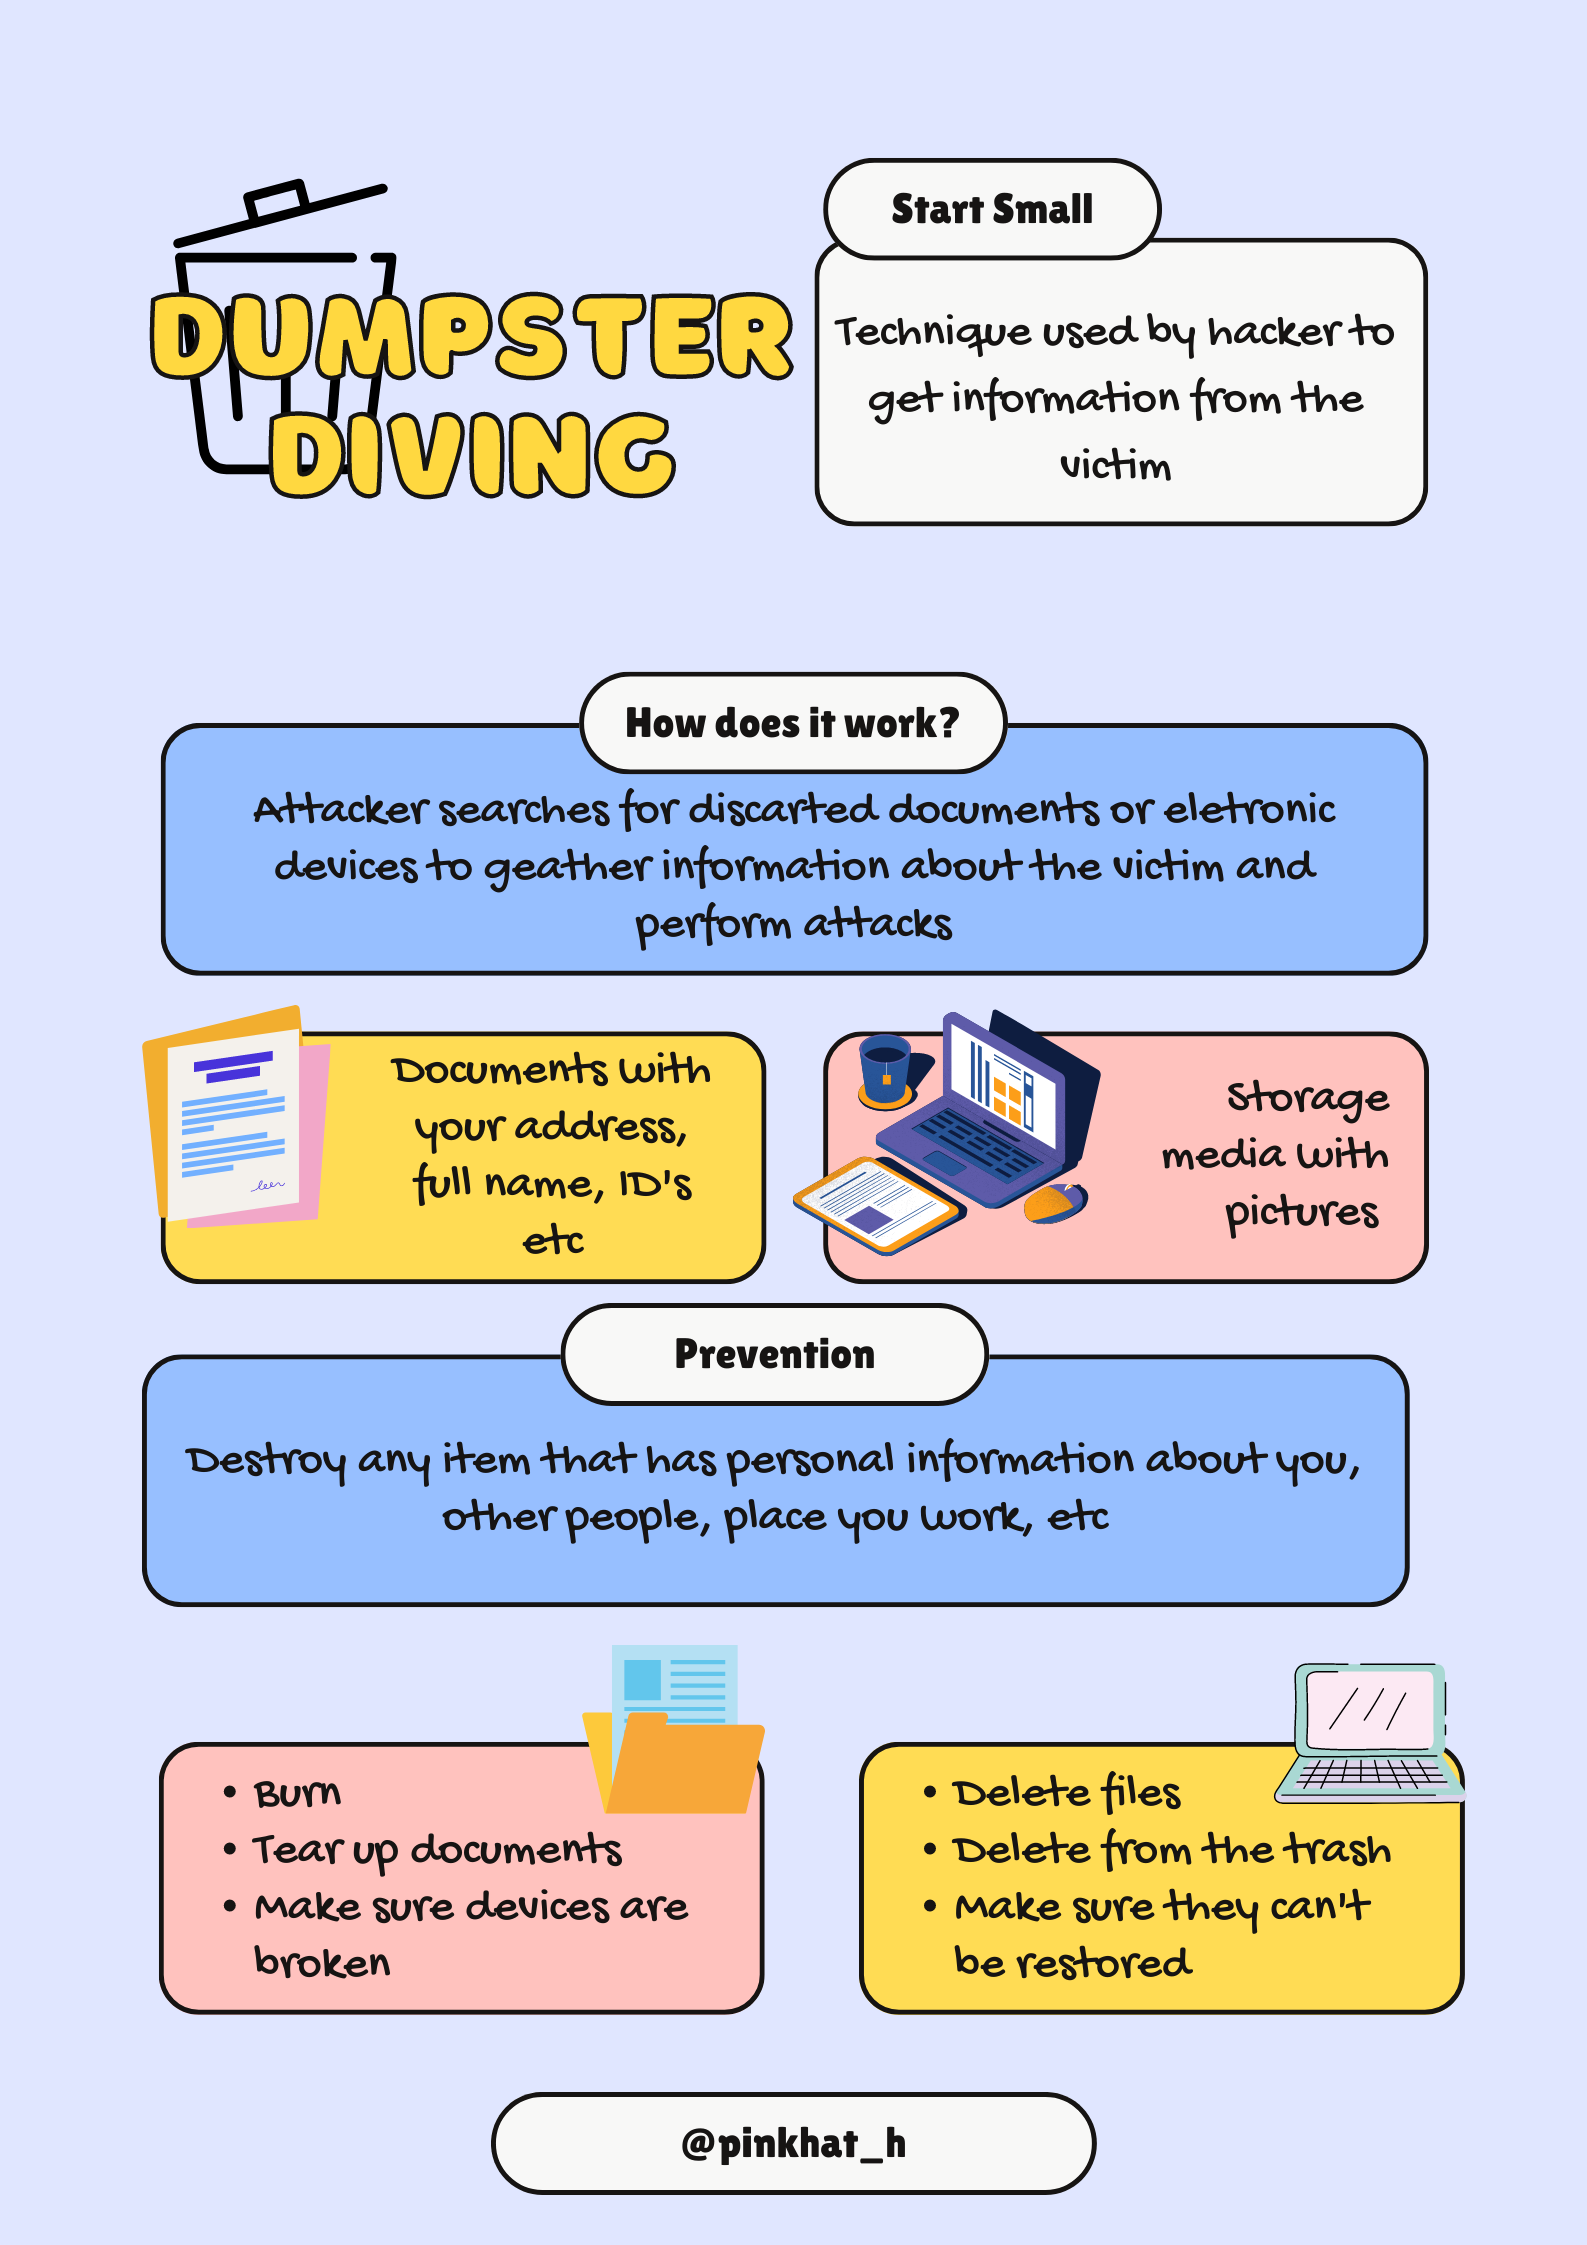 DUMPSTER
DIVING
Start Small
Technique used by hacker to
get information from the
victim
How does it work?
Attacker searches for discarted documents or eletronic
devices to geather information about the victim and
perform attacks
Documents with
your address,
full name, ID's
etc
Storage
media with
pictures
Prevention
Destroy any item that has personal information about you,
other people, place you work, etc
• Burn
• Tear up documents
• Make sure devices are
broken
• Delete files
• Delete from the trash
• Make sure they can't
be restored
@pinkhat_h